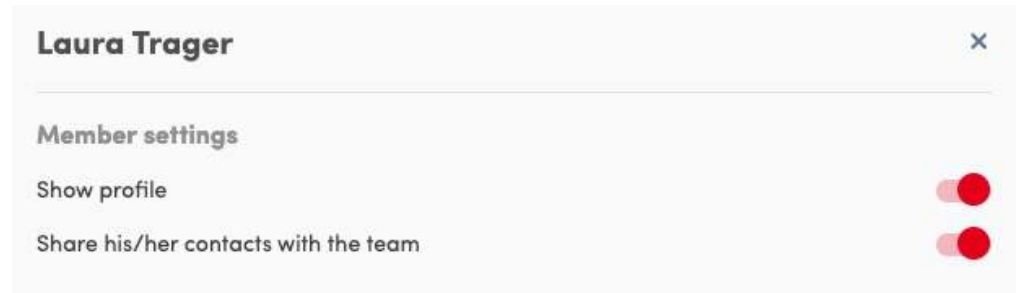 Laura Trager
Member settings
Show profile
Share his/her contacts with the team